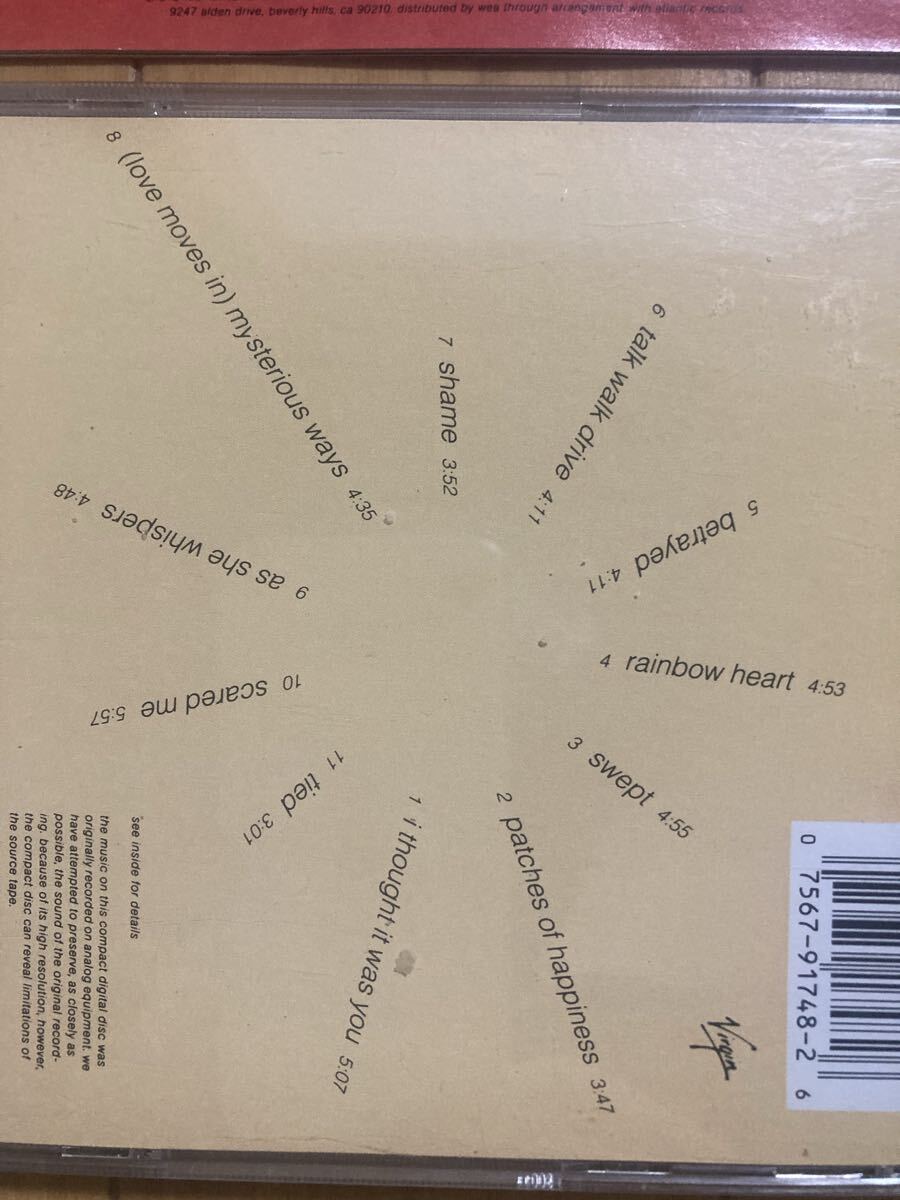 9247 alden drive, beverly hills, ca 90210. distributed by wea through arrangement with atlantic records.
1 i thought it was you 5:07
2 patches of happiness 3:47
3 swept 4:55
4 rainbow heart 4:53
5 betrayed 4:11
6 talk walk drive 4:11
7 shame 3:52
8 (love moves in) mysterious ways 4:35
9 as she whispers 4:48
10 scared me 5:57
11 tied 3:01
see inside for details
the music on this compact digital disc was
originally recorded on analog equipment. we
have attempted to preserve, as closely as
possible, the sound of the original record-
ing. because of its high resolution, however,
the compact disc can reveal limitations of
the source tape.
Virgin
0 7567-91748-2 6